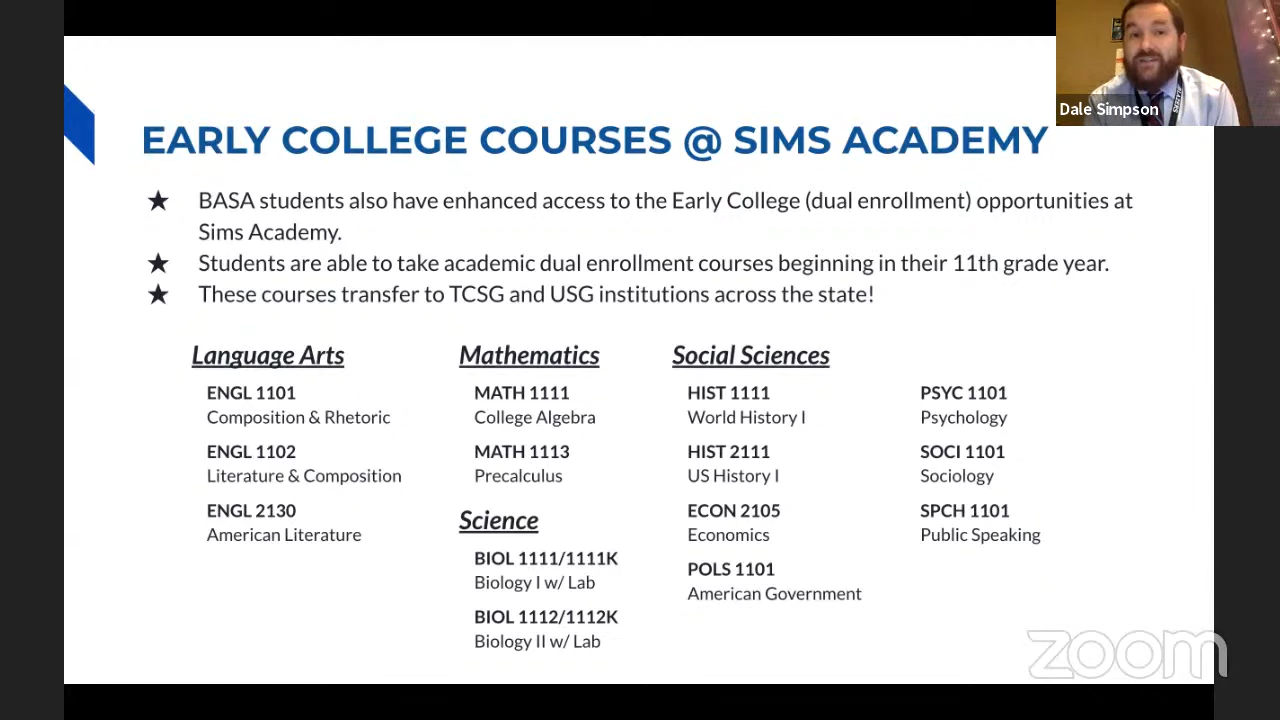 Dale Simpson
EARLY COLLEGE COURSES @ SIMS ACADEMY
★ BASA students also have enhanced access to the Early College (dual enrollment) opportunities at
Sims Academy.
★ Students are able to take academic dual enrollment courses beginning in their 11th grade year.
★ These courses transfer to TCSG and USG institutions across the state!
Language Arts
ENGL 1101
Composition & Rhetoric
ENGL 1102
Literature & Composition
ENGL 2130
American Literature
Mathematics
MATH 1111
College Algebra
MATH 1113
Precalculus
Science
BIOL 1111/1111K
Biology I w/ Lab
BIOL 1112/1112K
Biology II w/ Lab
Social Sciences
HIST 1111
World History I
HIST 2111
US History I
ECON 2105
Economics
POLS 1101
American Government
PSYC 1101
Psychology
SOCI 1101
Sociology
SPCH 1101
Public Speaking
zoom